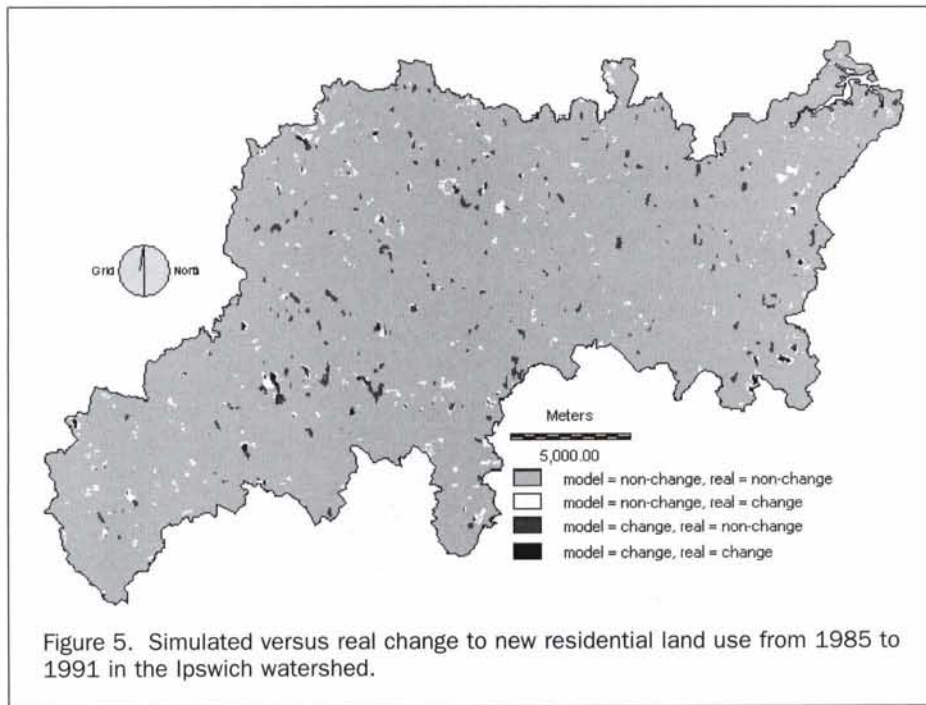 Grid North
Meters
5,000.00
model = non-change, real = non-change
model = non-change, real = change
model = change, real = non-change
model = change, real = change
Figure 5. Simulated versus real change to new residential land use from 1985 to
1991 in the Ipswich watershed.